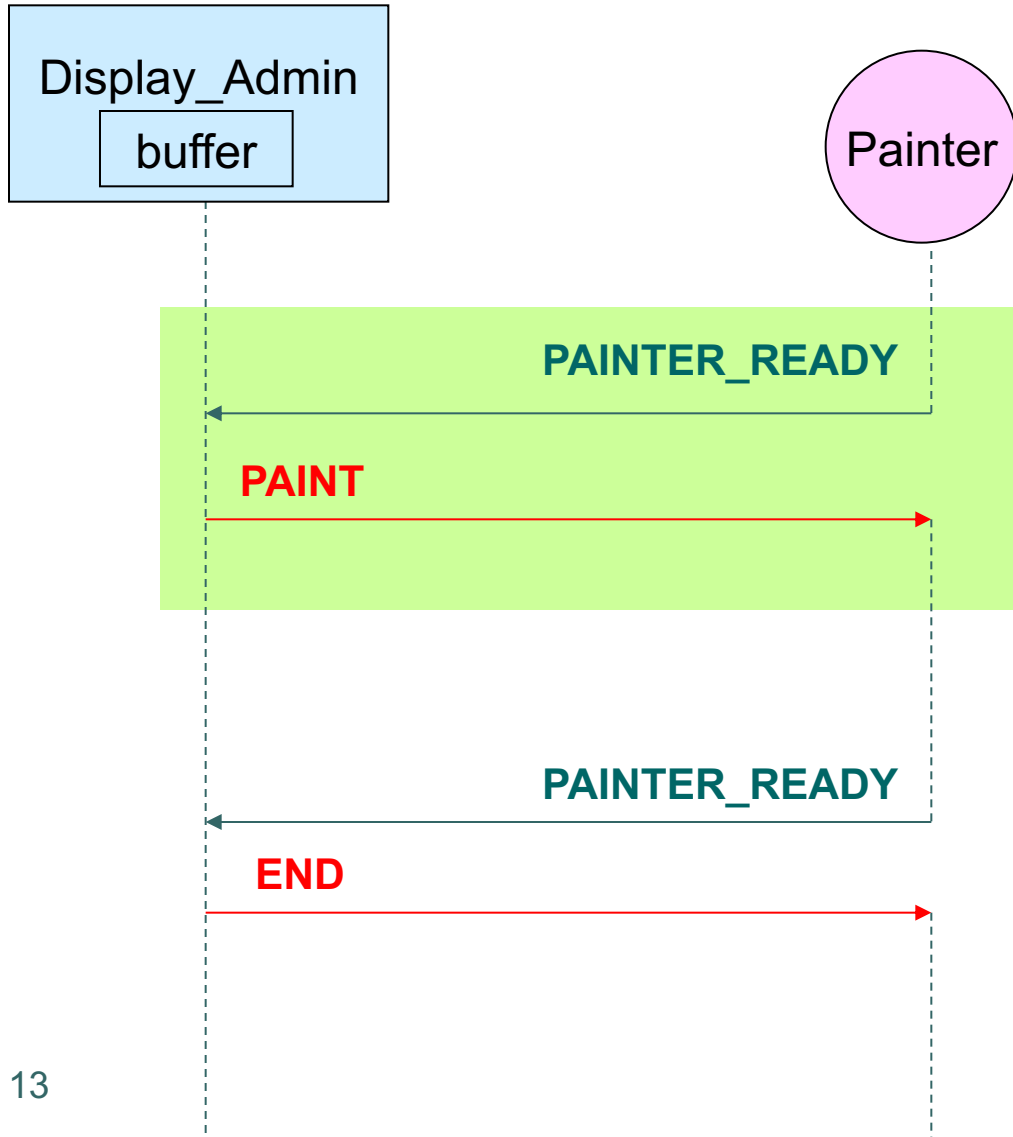 Display_Admin
buffer
Painter
PAINTER_READY
PAINT
PAINTER_READY
END
13